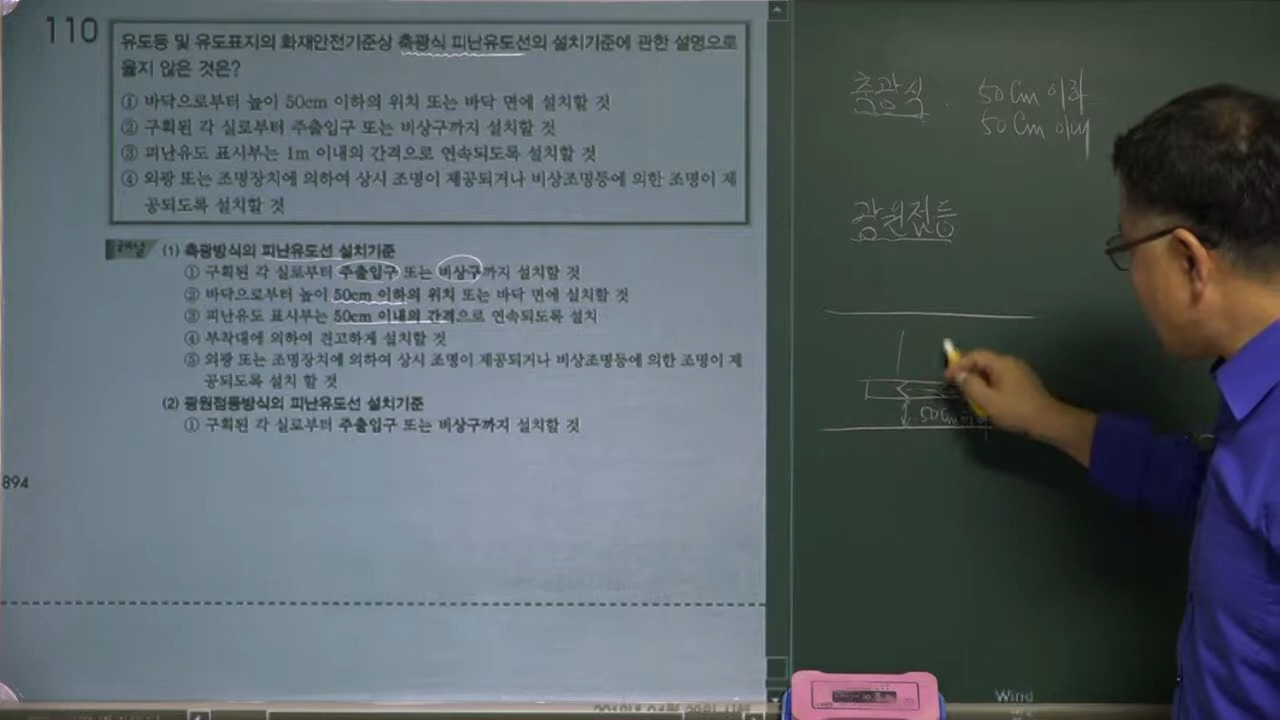 110
유도등 및 유도표지의 화재안전기준상 축광식 피난유도선의 설치기준에 관한 설명으로
옳지 않은 것은?
① 바닥으로부터 높이 50cm 이하의 위치 또는 바닥 면에 설치할 것
② 구획된 각 실로부터 주출입구 또는 비상구까지 설치할 것
③ 피난유도 표시부는 1m 이내의 간격으로 연속되도록 설치할 것
④ 외광 또는 조명장치에 의하여 상시 조명이 제공되거나 비상조명등에 의한 조명이 제
공되도록 설치할 것
해설 (1) 축광방식의 피난유도선 설치기준
① 구획된 각 실로부터 주출입구 또는 비상구까지 설치할 것
② 바닥으로부터 높이 50cm 이하의 위치 또는 바닥 면에 설치할 것
③ 피난유도 표시부는 50cm 이내의 간격으로 연속되도록 설치
④ 부착대에 의하여 견고하게 설치할 것
⑤ 외광 또는 조명장치에 의하여 상시 조명이 제공되거나 비상조명등에 의한 조명이 제
공되도록 설치 할 것
(2) 광원점등방식의 피난유도선 설치기준
① 구획된 각 실로부터 주출입구 또는 비상구까지 설치할 것
894
축광식 50cm 이하
50cm 이내
광원점등
50cm